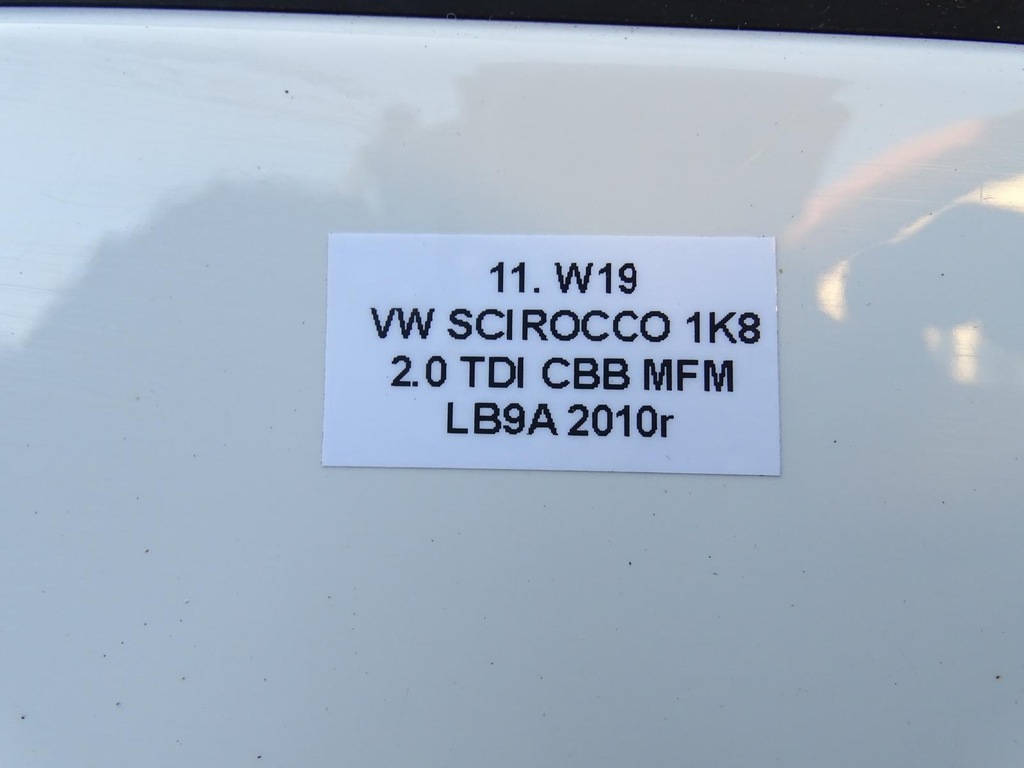 11. W19
VW SCIROCCO 1K8
2.0 TDI CBB MFM
LB9A 2010r